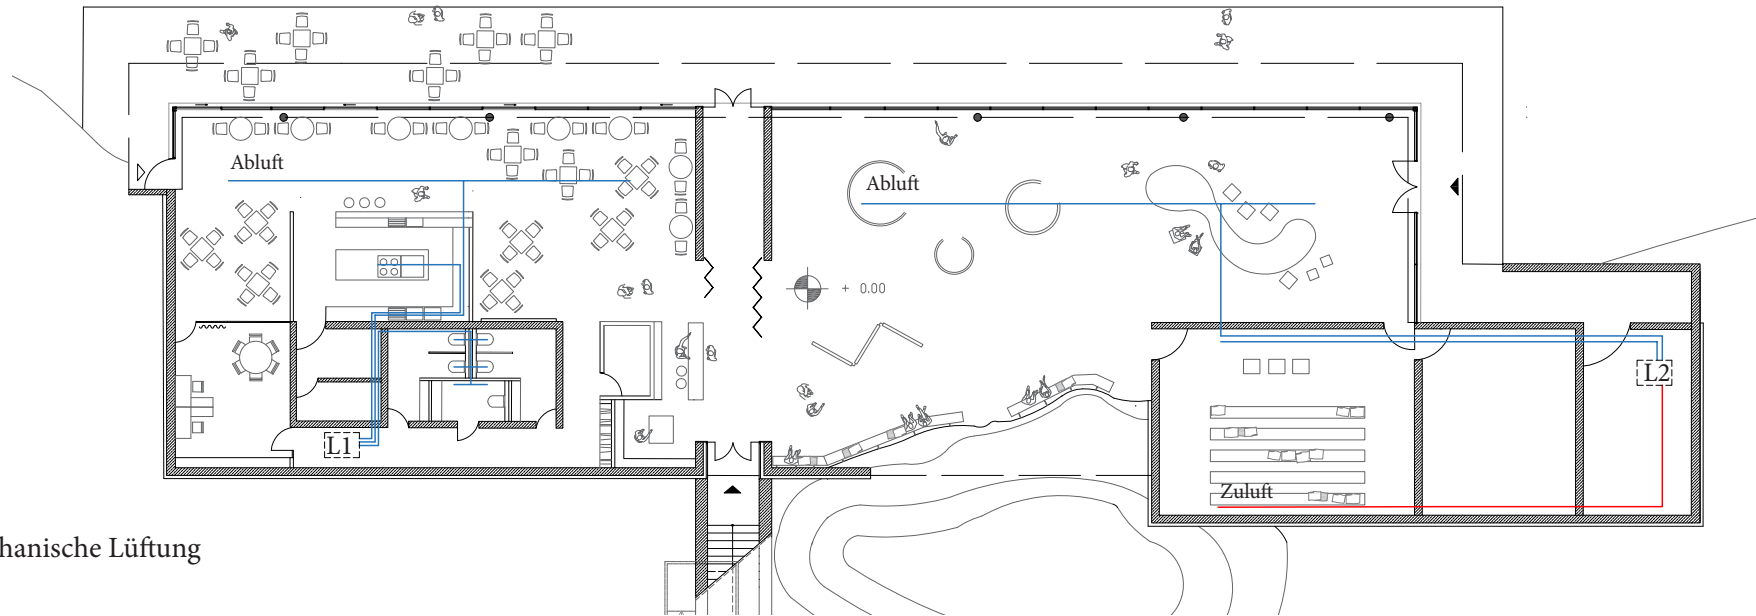 Abluft
Abluft
+ 0.00
L1
L2
Zuluft
hanische Lüftung